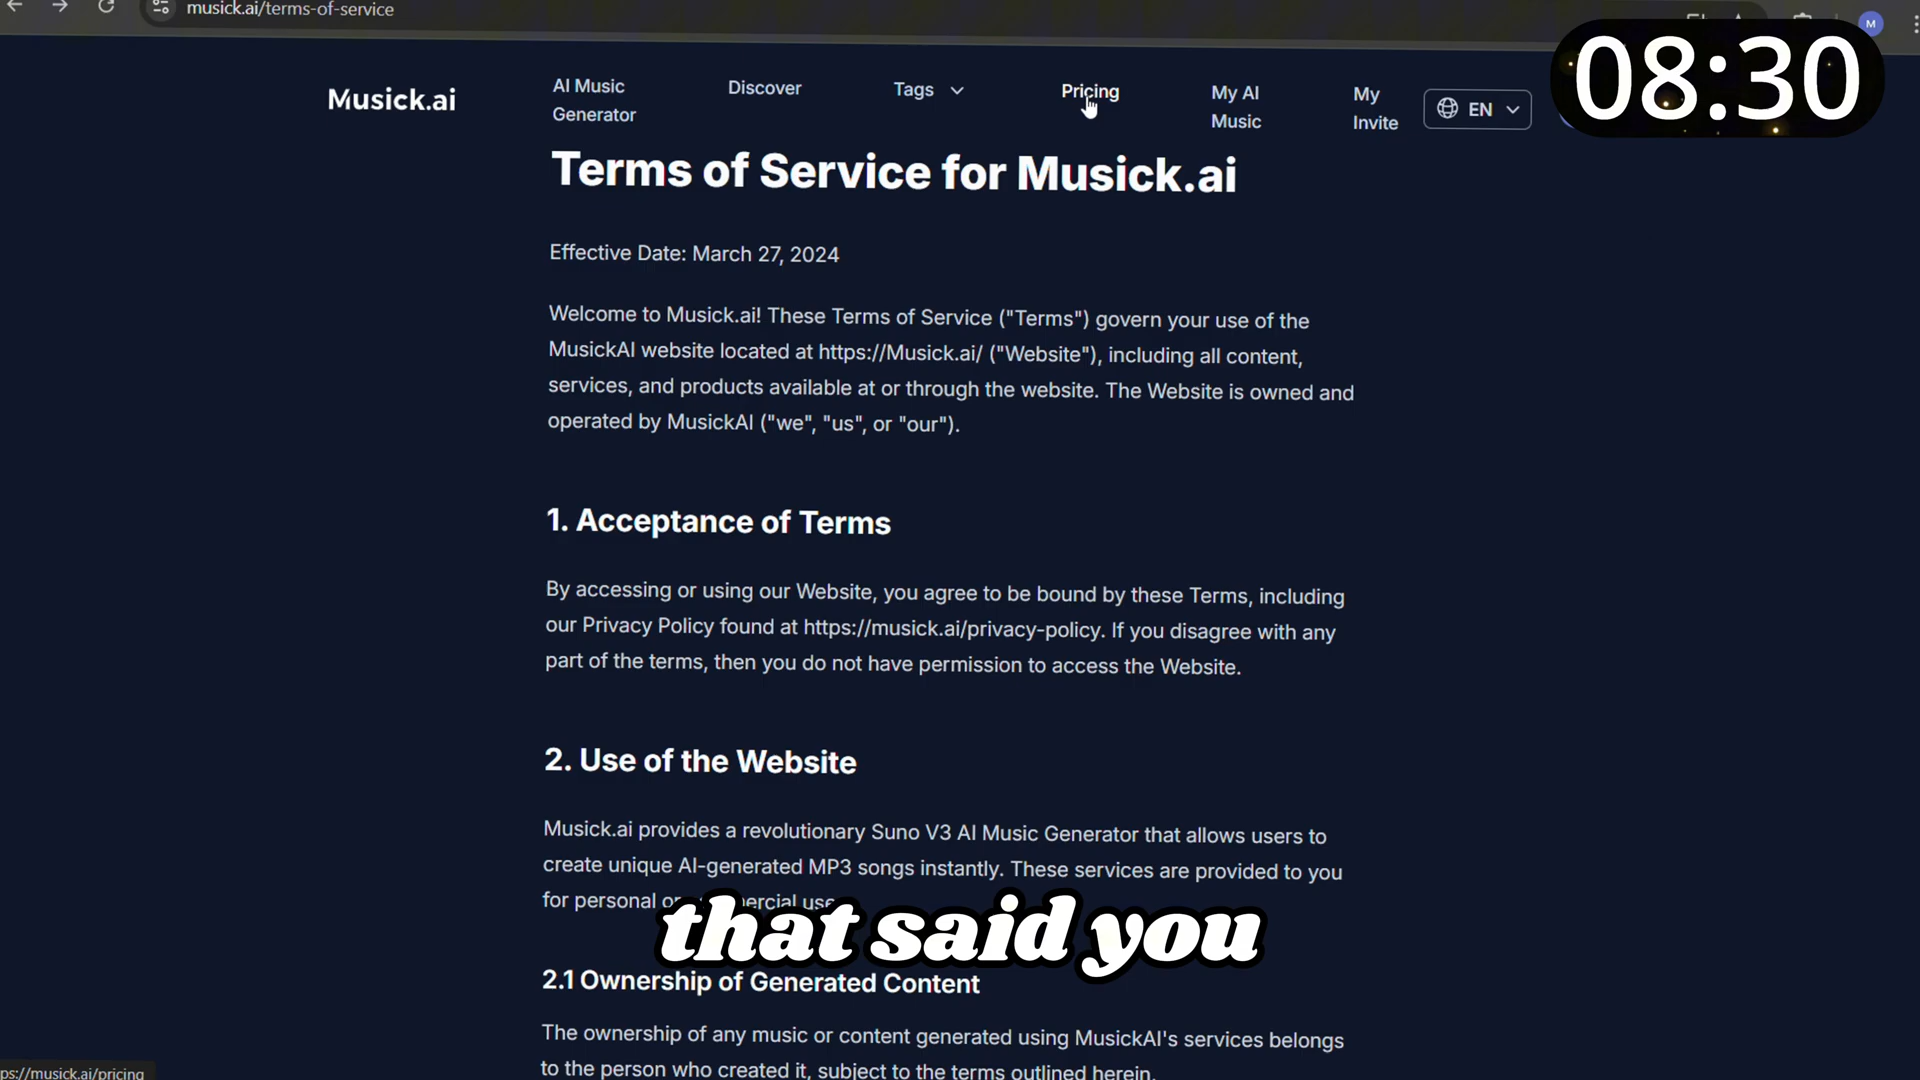 musick.ai/terms-of-service
M
08:30
Musick.ai
AI Music
Generator
Discover
Tags
Pricing
My AI
Music
My
Invite
EN
Terms of Service for Musick.ai
Effective Date: March 27, 2024
Welcome to Musick.ai! These Terms of Service ("Terms") govern your use of the
MusickAI website located at https://Musick.ai/ ("Website"), including all content,
services, and products available at or through the website. The Website is owned and
operated by MusickAI ("we", "us", or "our").
1. Acceptance of Terms
By accessing or using our Website, you agree to be bound by these Terms, including
our Privacy Policy found at https://musick.ai/privacy-policy. If you disagree with any
part of the terms, then you do not have permission to access the Website.
2. Use of the Website
Musick.ai provides a revolutionary Suno V3 AI Music Generator that allows users to
create unique AI-generated MP3 songs instantly. These services are provided to you
for personal use
that said you
2.1 Ownership of Generated Content
The ownership of any music or content generated using MusickAI's services belongs
to the person who created it, subject to the terms outlined herein.
ps://musick.ai/pricing